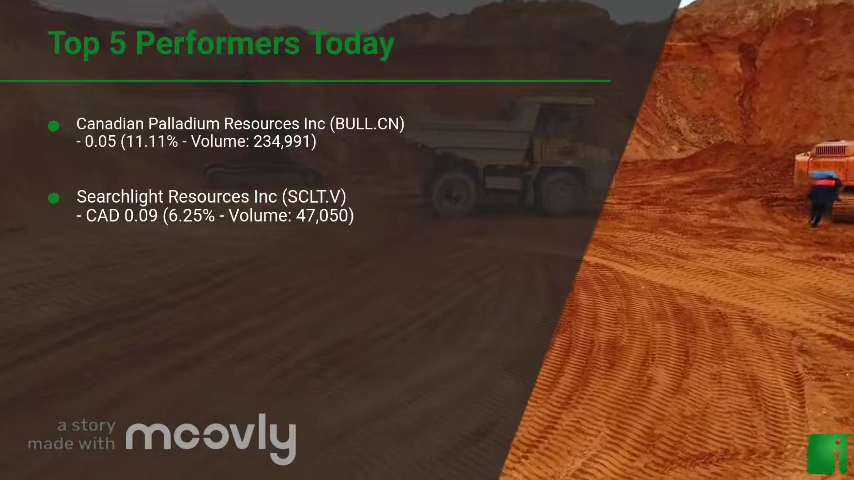 Top 5 Performers Today
Canadian Palladium Resources Inc (BULL.CN)
- 0.05 (11.11% - Volume: 234,991)
Searchlight Resources Inc (SCLT.V)
- CAD 0.09 (6.25% - Volume: 47,050)
a story
made with moovly
i